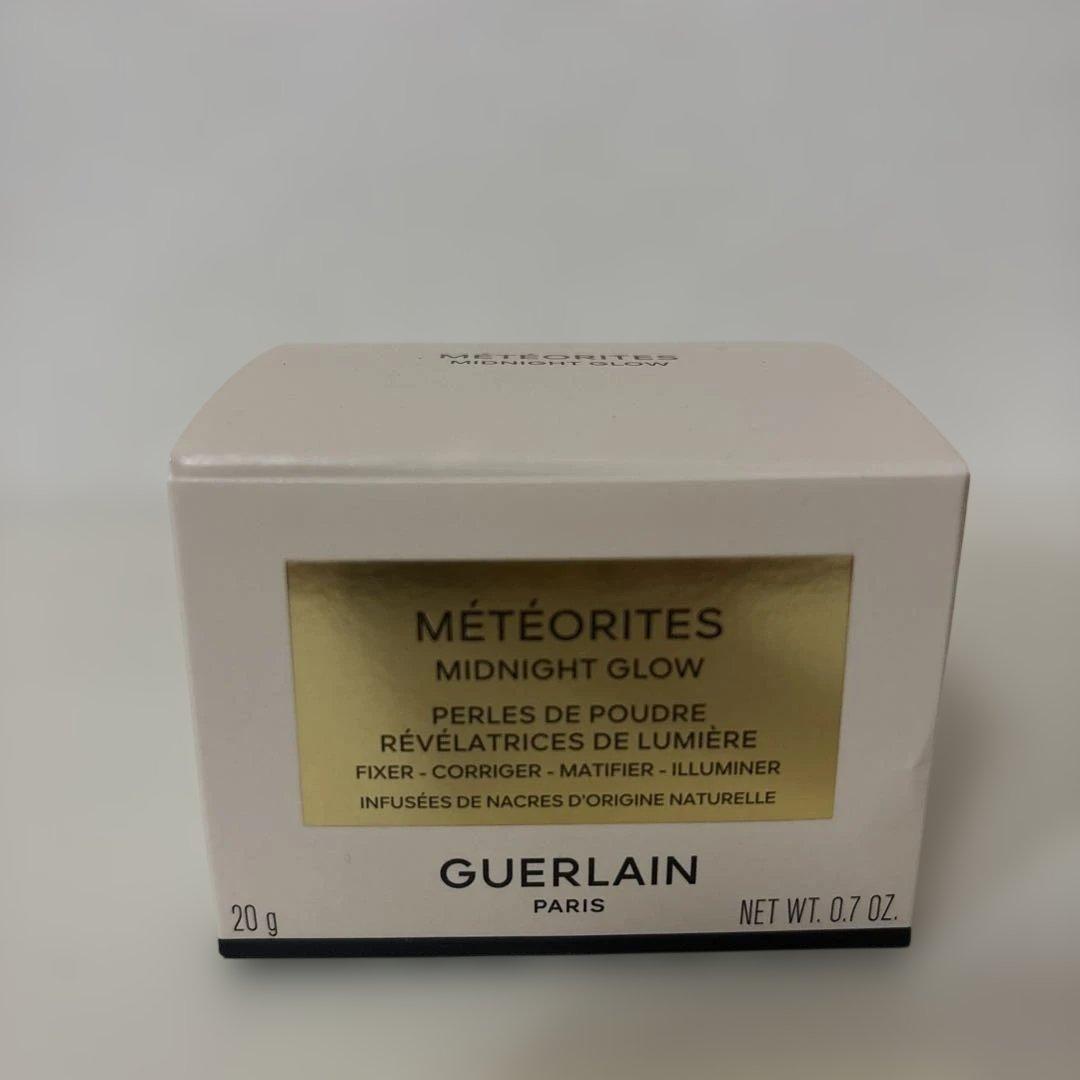 MÉTÉORITES
MIDNIGHT GLOW
MÉTÉORITES
MIDNIGHT GLOW
PERLES DE POUDRE
RÉVÉLATRICES DE LUMIÈRE
FIXER - CORRIGER - MATIFIER - ILLUMINER
INFUSÉES DE NACRES D'ORIGINE NATURELLE
GUERLAIN
PARIS
20 g
NET WT. 0.7 OZ.